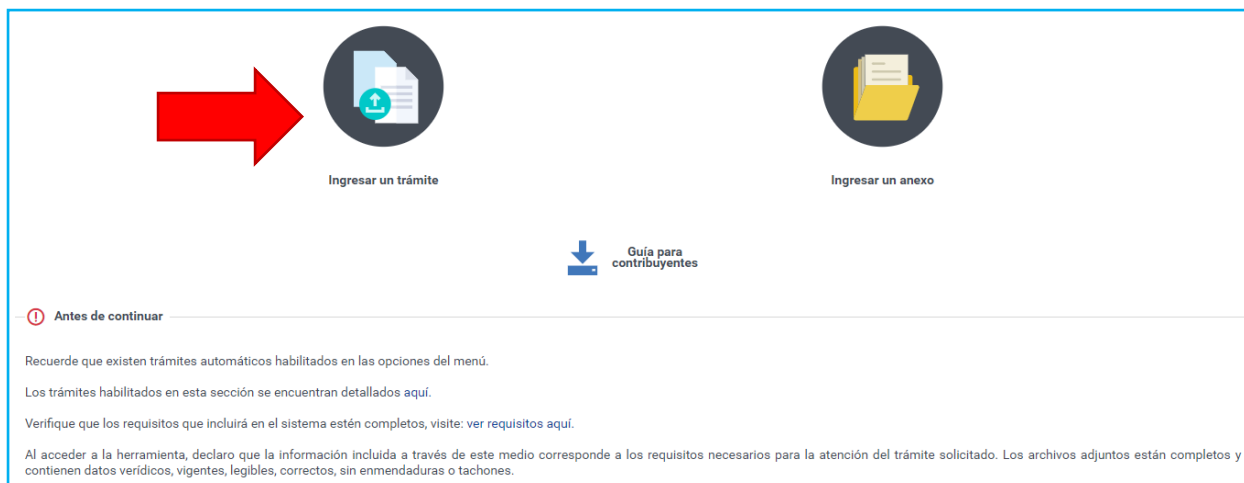 Ingresar un trámite
Ingresar un anexo
Guía para
contribuyentes
Antes de continuar
Recuerde que existen trámites automáticos habilitados en las opciones del menú.
Los trámites habilitados en esta sección se encuentran detallados aquí.
Verifique que los requisitos que incluirá en el sistema estén completos, visite: ver requisitos aquí.
Al acceder a la herramienta, declaro que la información incluida a través de este medio corresponde a los requisitos necesarios para la atención del trámite solicitado. Los archivos adjuntos están completos y
contienen datos verídicos, vigentes, legibles, correctos, sin enmendaduras o tachones.